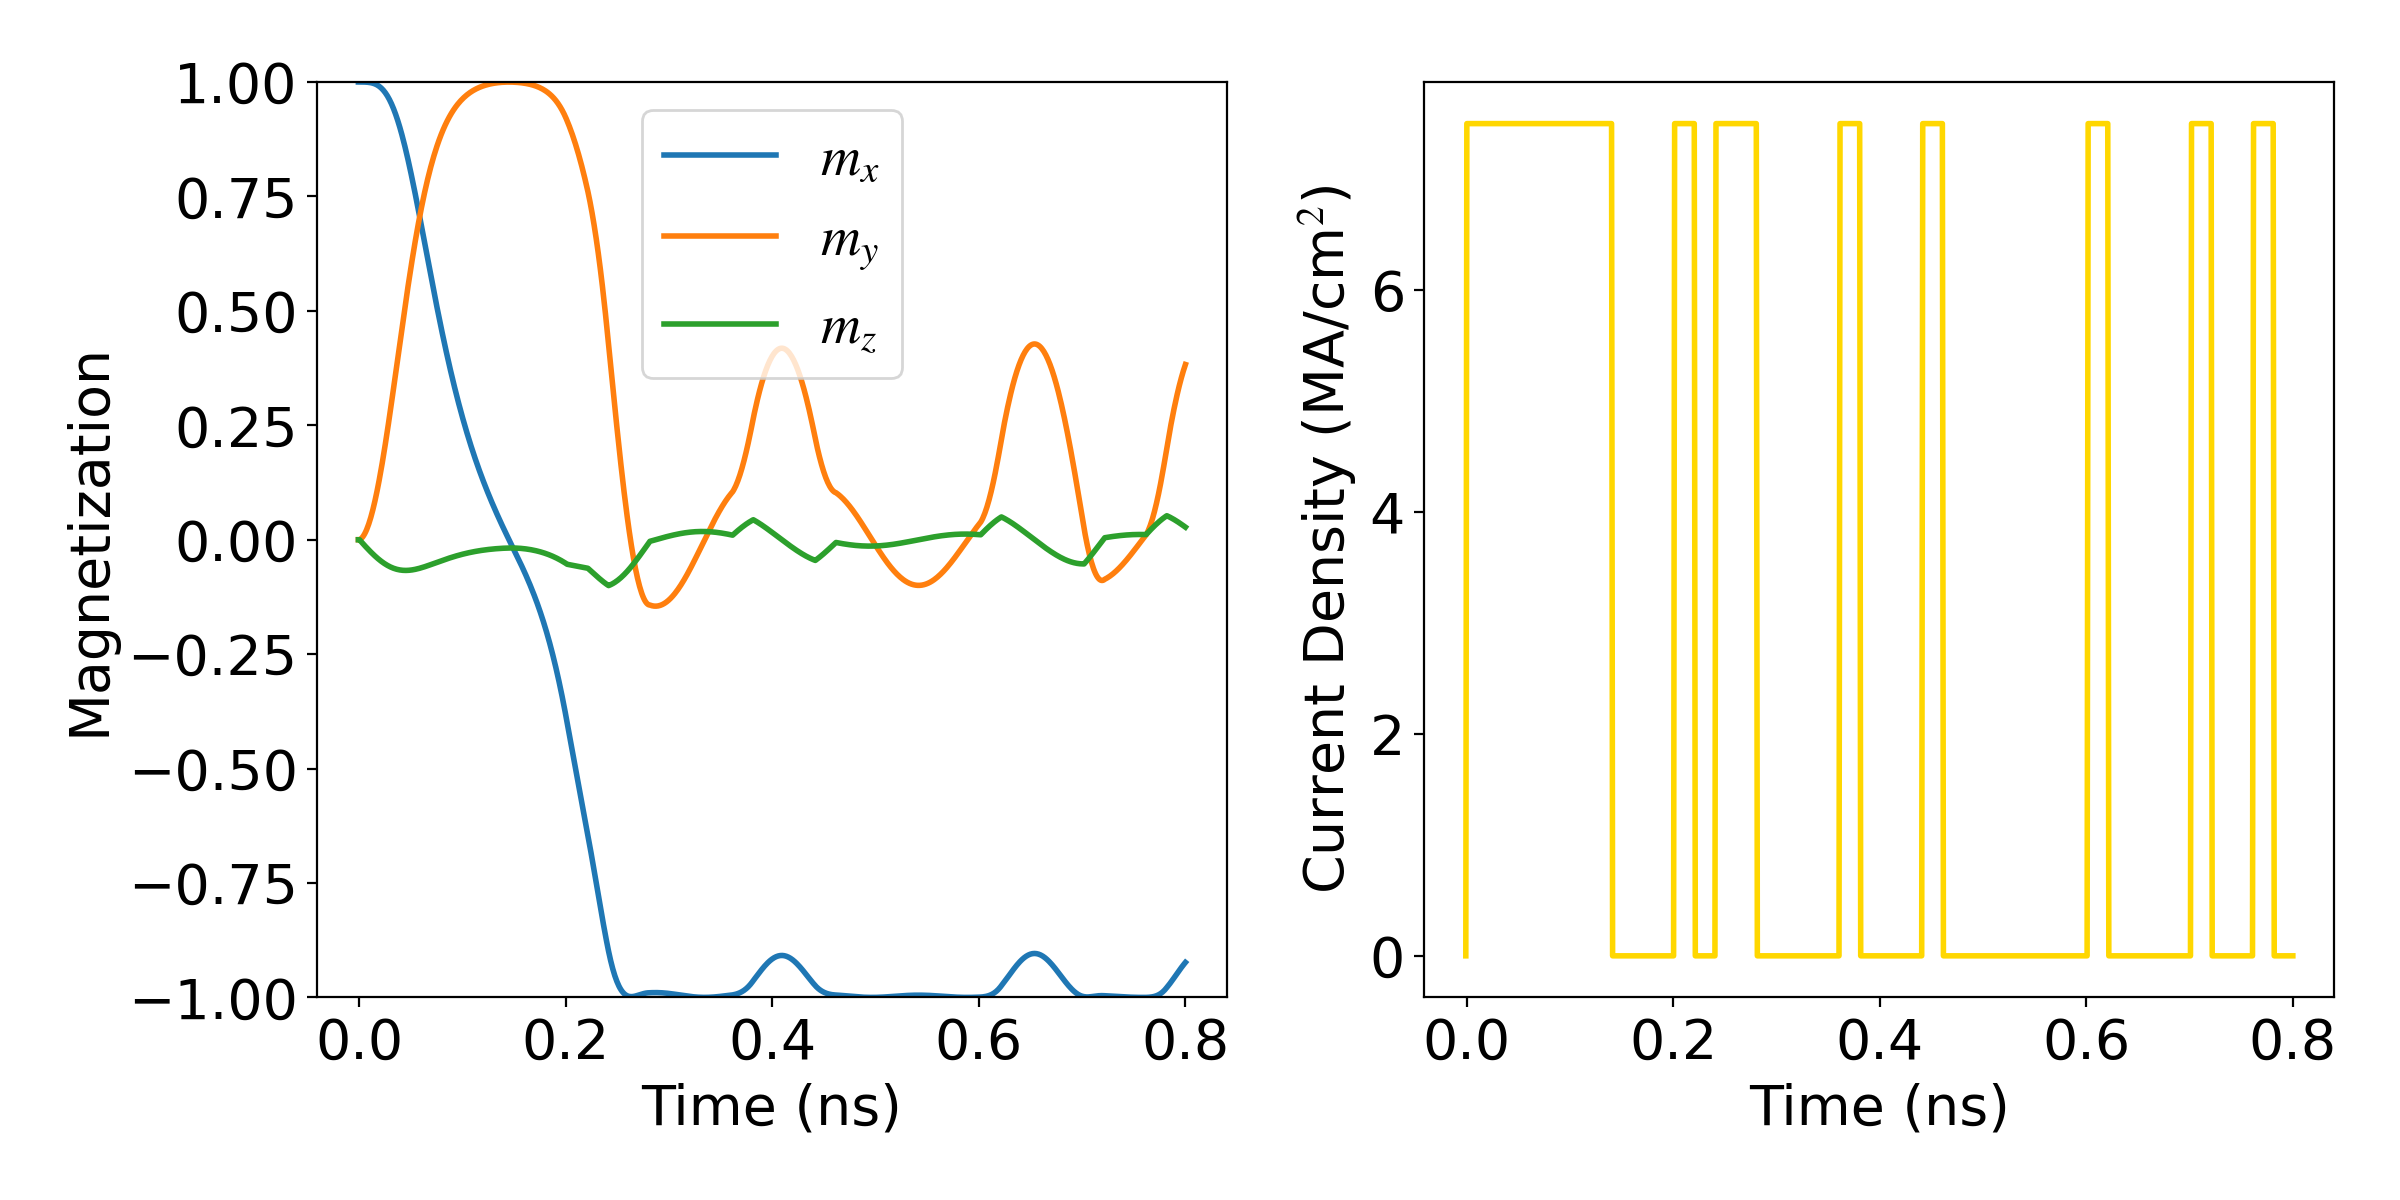 1.00
0.75
0.50
0.25
0.00
−0.25
−0.50
−0.75
−1.00
Magnetization
0.0 0.2 0.4 0.6 0.8
Time (ns)
m_x
m_y
m_z
6
4
2
0
Current Density (MA/cm²)
0.0 0.2 0.4 0.6 0.8
Time (ns)